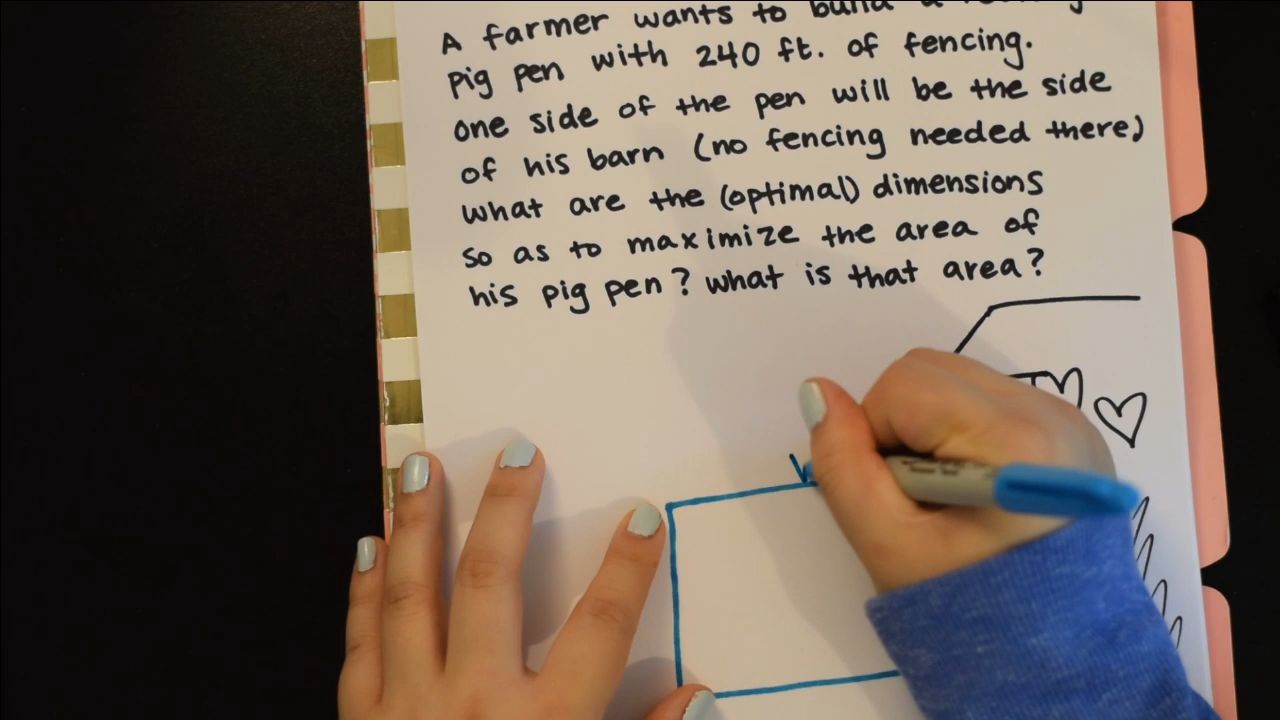 A farmer wants to build a
pig pen with 240 ft. of fencing.
one side of the pen will be the side
of his barn (no fencing needed there)
what are the (optimal) dimensions
so as to maximize the area of
his pig pen? what is that area?